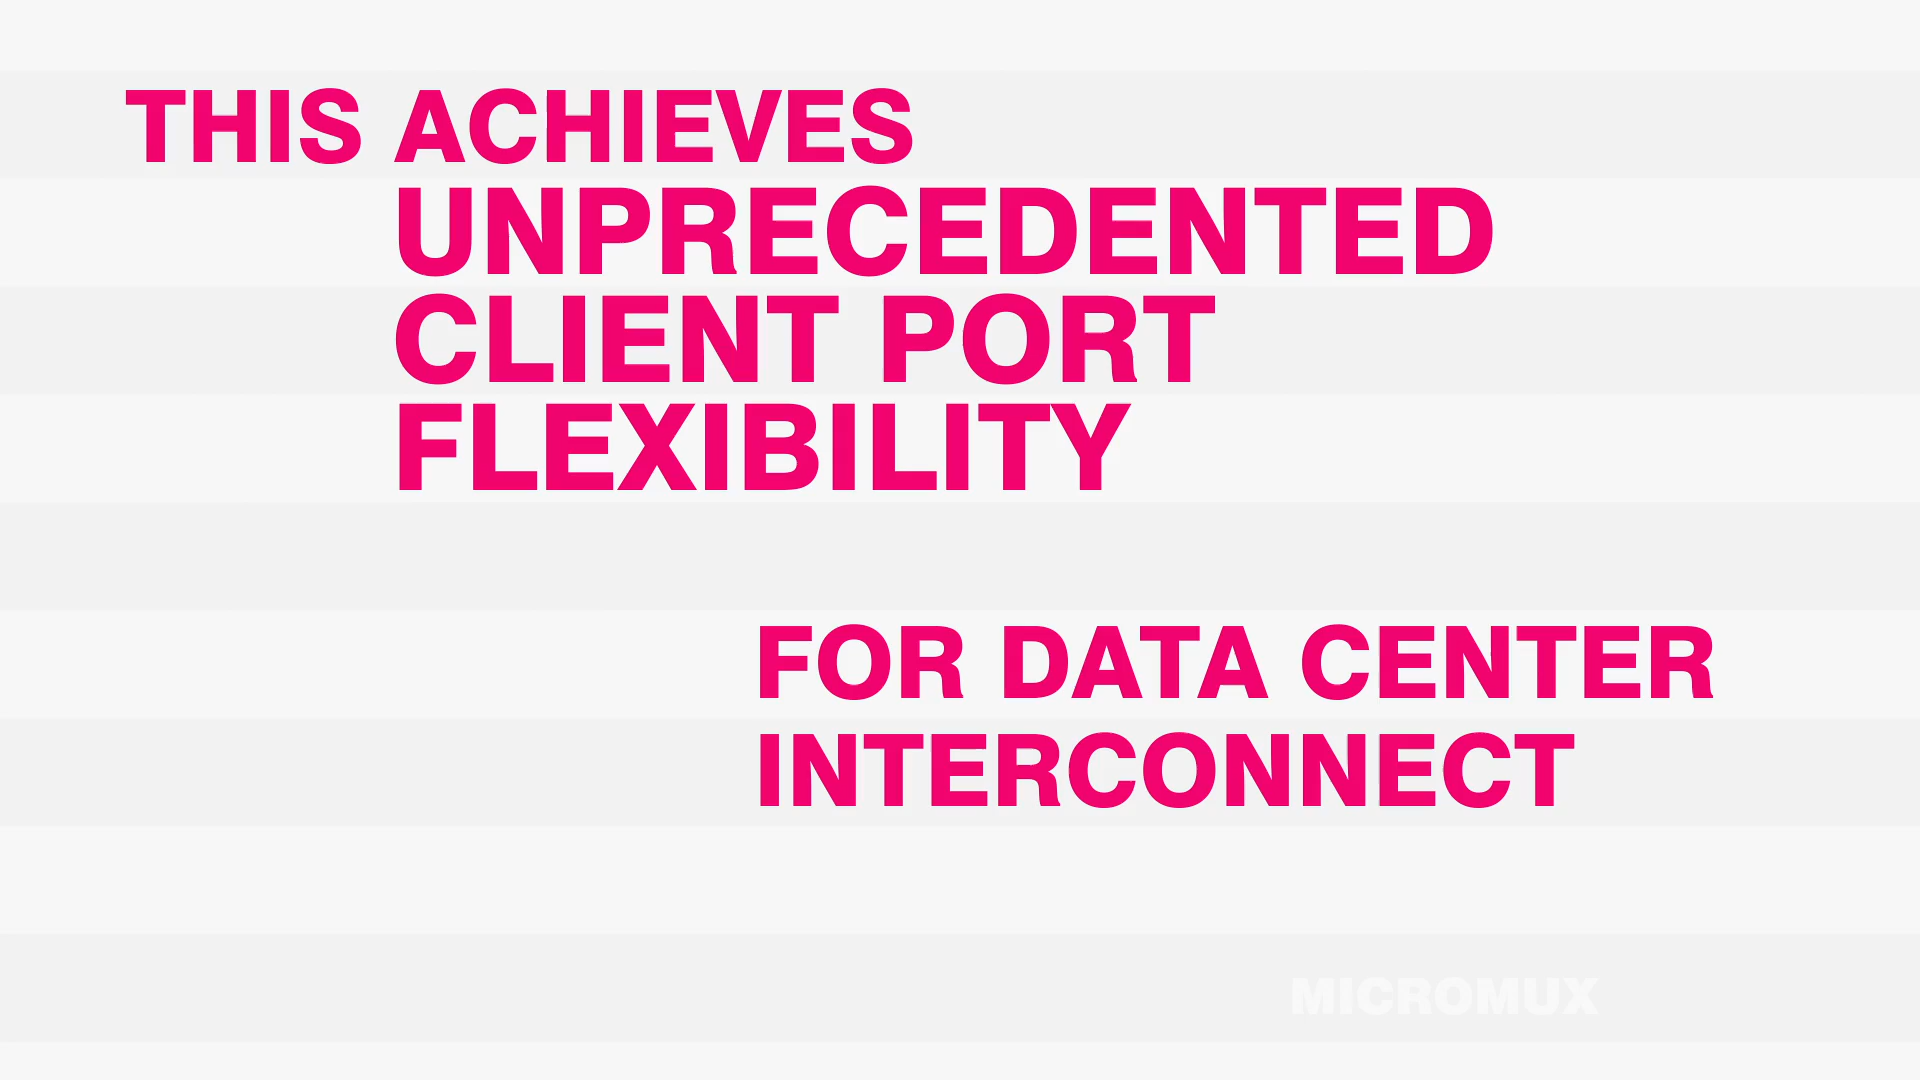 THIS ACHIEVES
UNPRECEDENTED
CLIENT PORT
FLEXIBILITY
FOR DATA CENTER
INTERCONNECT
MICROMUX